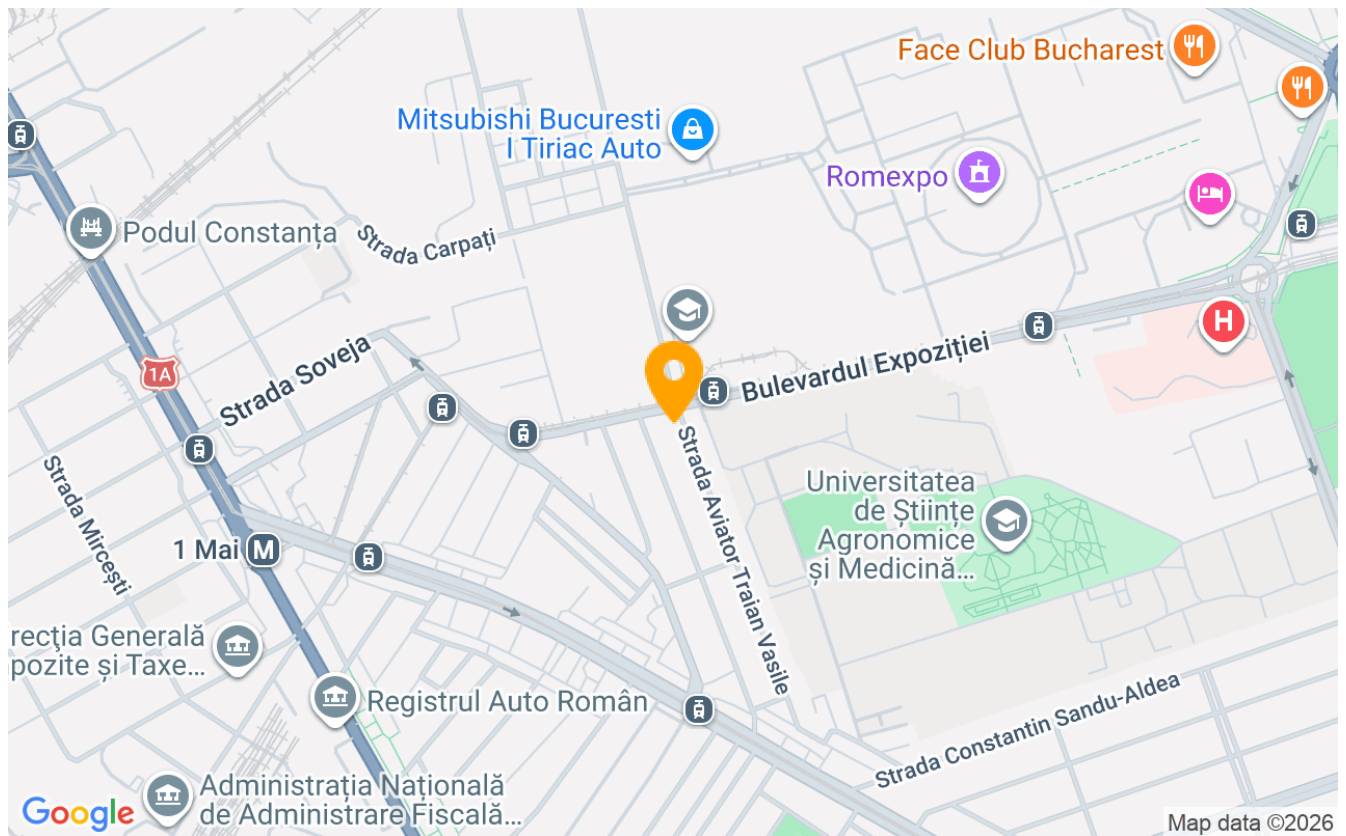 Face Club Bucharest
Mitsubishi Bucuresti
I Tiriac Auto
Romexpo
Podul Constanța
Strada Carpați
H
Bulevardul Expoziției
1A
Strada Soveja
Strada Mircești
Strada Aviator Traian Vasile
Universitatea
de Științe
Agronomice
și Medicină...
1 Mai M
recția Generală
pozite și Taxe...
Registrul Auto Român
Strada Constantin Sandu-Aldea
Administrația Națională
de Administrare Fiscală...
Google
Map data ©2026